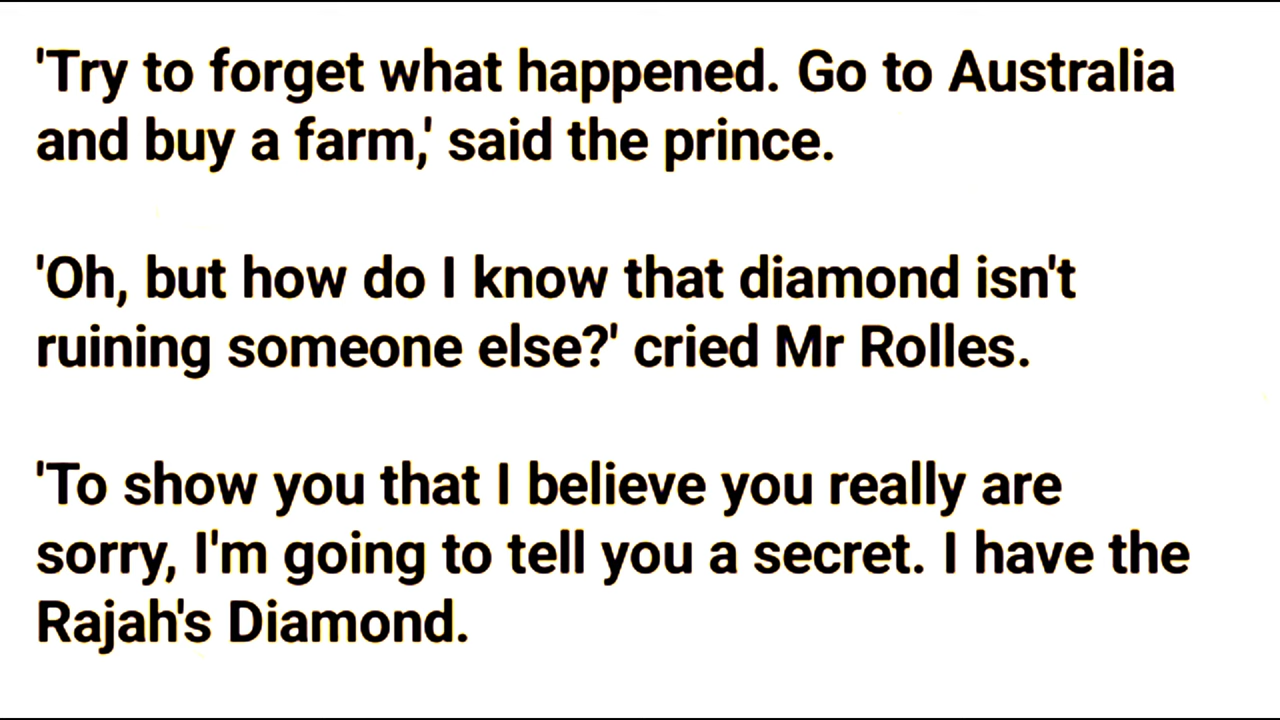 'Try to forget what happened. Go to Australia
and buy a farm,' said the prince.
'Oh, but how do I know that diamond isn't
ruining someone else?' cried Mr Rolles.
'To show you that I believe you really are
sorry, I'm going to tell you a secret. I have the
Rajah's Diamond.